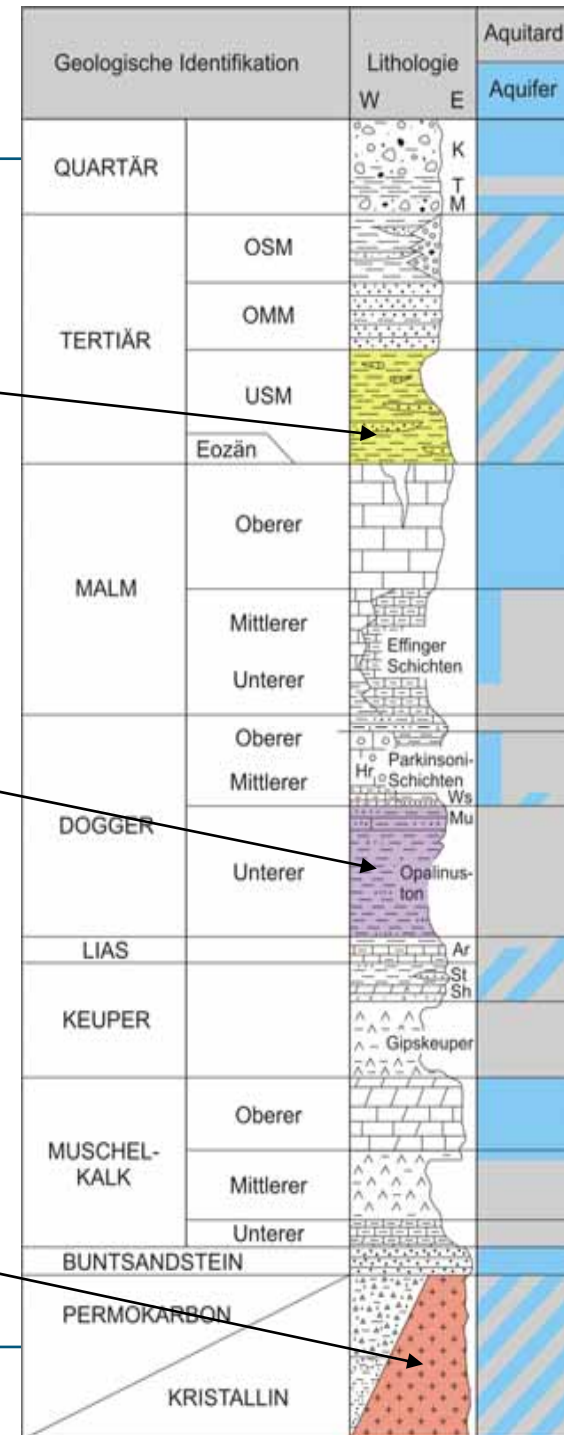 Geologische Identifikation
Lithologie
W E
Aquitard
Aquifer
QUARTÄR
K
T
M
TERTIÄR
OSM
OMM
USM
Eozän
MALM
Oberer
Mittlerer
Unterer
Effinger
Schichten
DOGGER
Oberer
Mittlerer
Unterer
Hr
Parkinsoni-
Schichten
Ws
Mu
Opalinus-
ton
LIAS
Ar
KEUPER
St
Sh
Gipskeuper
MUSCHEL-
KALK
Oberer
Mittlerer
Unterer
BUNTSANDSTEIN
PERMOKARBON
KRISTALLIN